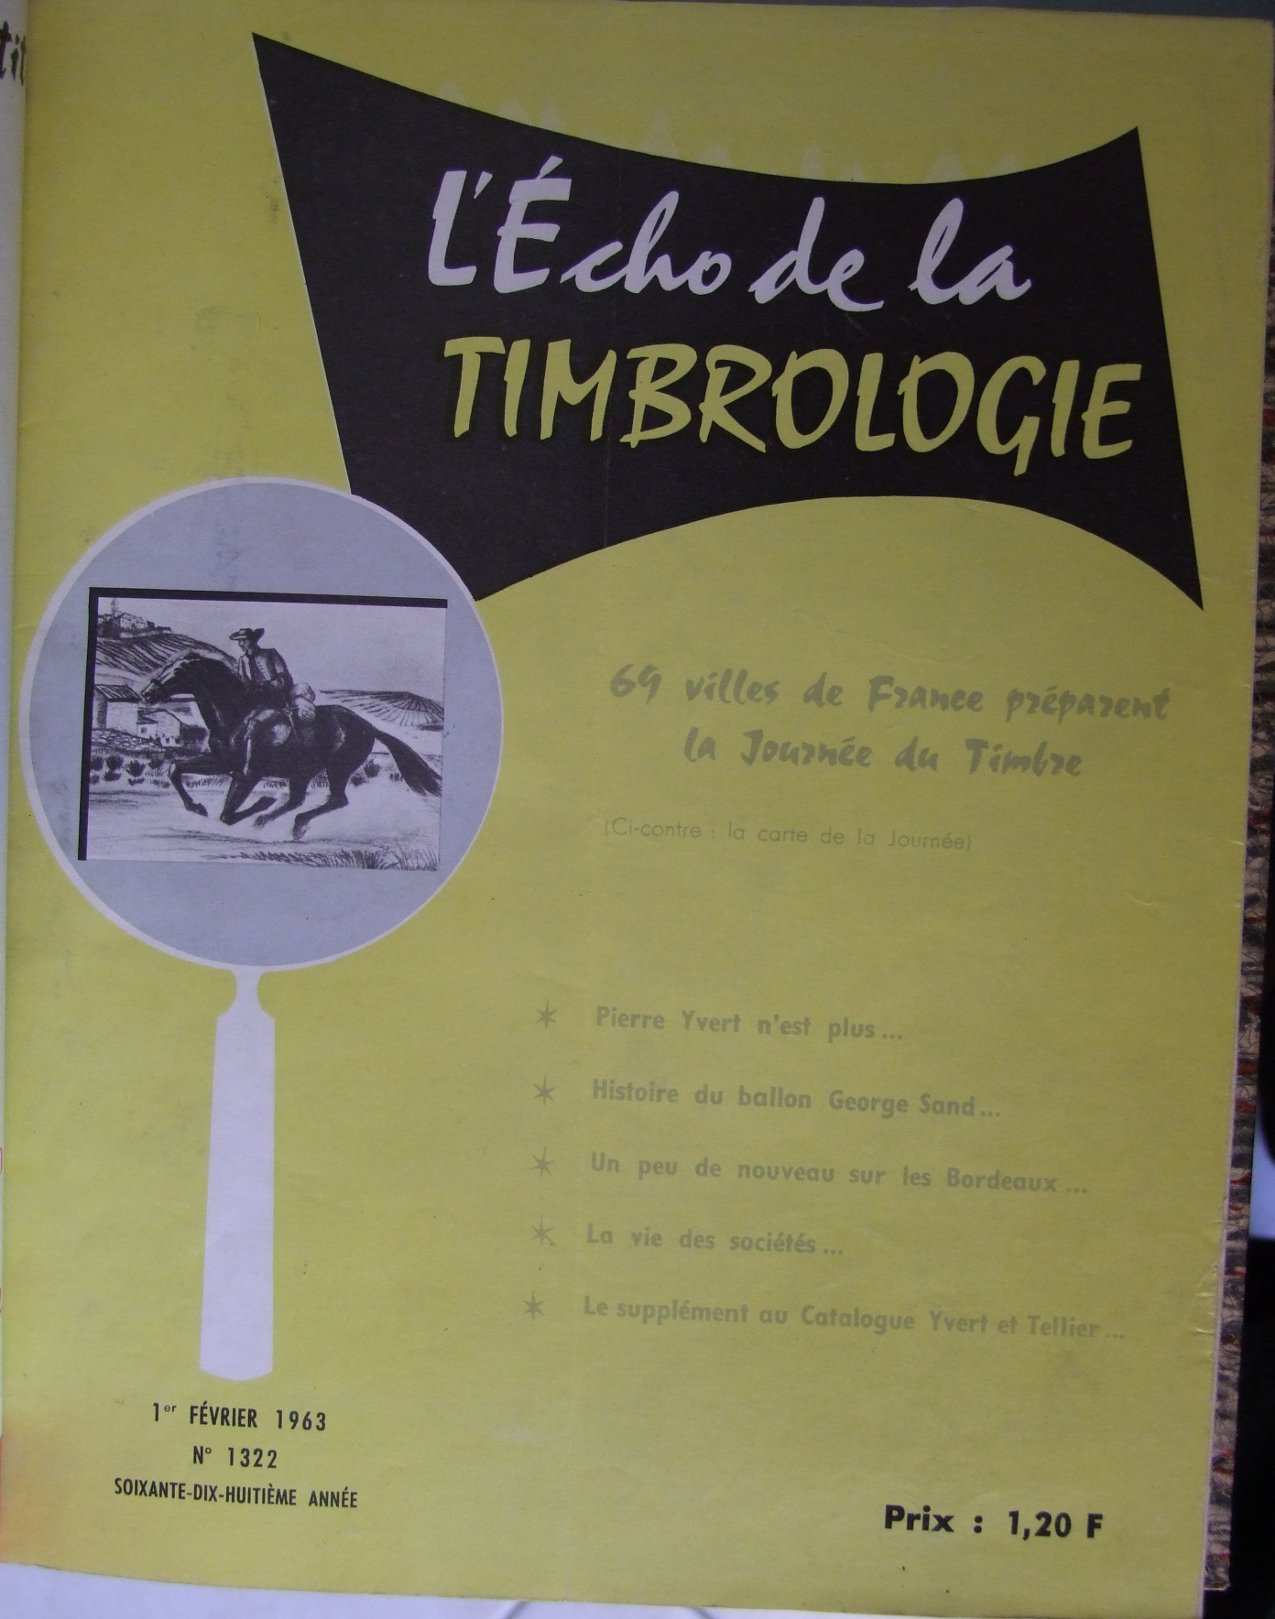 tit
L'Écho de la
TIMBROLOGIE
69 villes de France préparent
la Journée du Timbre
(Ci-contre : la carte de la Journée)
Pierre Yvert n'est plus...
Histoire du ballon George Sand...
Un peu de nouveau sur les Bordeaux...
La vie des sociétés...
Le supplément au Catalogue Yvert et Tellier...
1er FÉVRIER 1963
N° 1322
SOIXANTE-DIX-HUITIÈME ANNÉE
Prix : 1,20 F